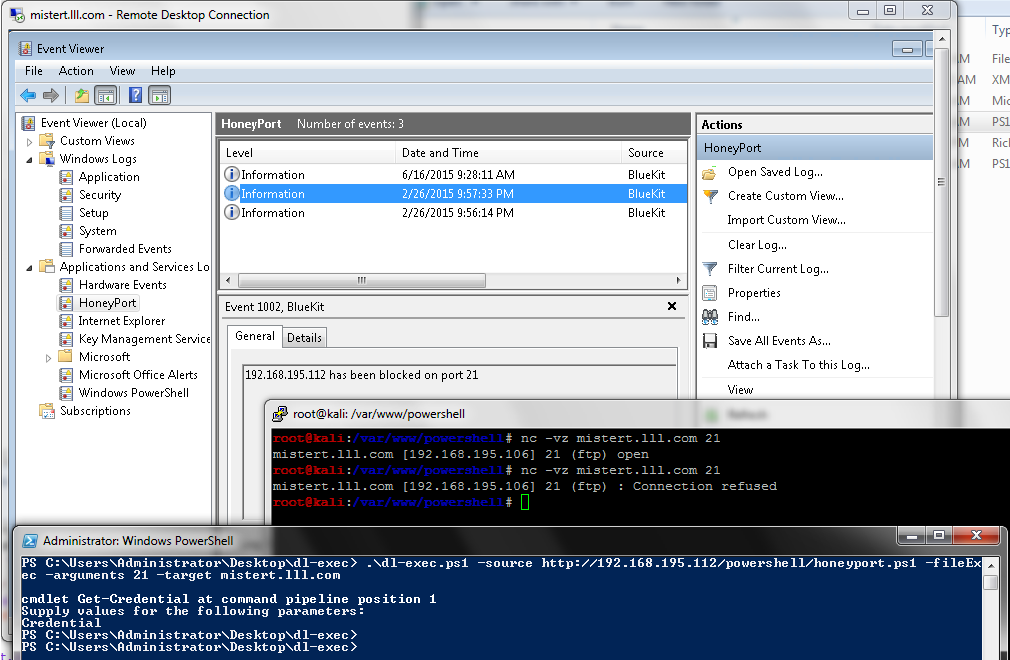 mistert.lll.com - Remote Desktop Connection
Event Viewer
File Action View Help
Event Viewer (Local)
Custom Views
Windows Logs
Application
Security
Setup
System
Forwarded Events
Applications and Services Lo
Hardware Events
HoneyPort
Internet Explorer
Key Management Service
Microsoft
Microsoft Office Alerts
Windows PowerShell
Subscriptions
HoneyPort Number of events: 3
Level Date and Time Source
Information 6/16/2015 9:28:11 AM BlueKit
Information 2/26/2015 9:57:33 PM BlueKit
Information 2/26/2015 9:56:14 PM BlueKit
Event 1002, BlueKit
General Details
192.168.195.112 has been blocked on port 21
Actions
HoneyPort
Open Saved Log...
Create Custom View...
Import Custom View...
Clear Log...
Filter Current Log...
Properties
Find...
Save All Events As...
Attach a Task To this Log...
View
Refresh
Typ
M File
AM XM
M Mic
AM PS1
M Rich
AM PS1
root@kali: /var/www/powershell
root@kali:/var/www/powershell# nc -vz mistert.lll.com 21
mistert.lll.com [192.168.195.106] 21 (ftp) open
root@kali:/var/www/powershell# nc -vz mistert.lll.com 21
mistert.lll.com [192.168.195.106] 21 (ftp) : Connection refused
root@kali:/var/www/powershell#
Administrator: Windows PowerShell
PS C:\Users\Administrator\Desktop\dl-exec> .\dl-exec.ps1 -source http://192.168.195.112/powershell/honeyport.ps1 -fileEx
ec -arguments 21 -target mistert.lll.com
cmdlet Get-Credential at command pipeline position 1
Supply values for the following parameters:
Credential
PS C:\Users\Administrator\Desktop\dl-exec>
PS C:\Users\Administrator\Desktop\dl-exec>